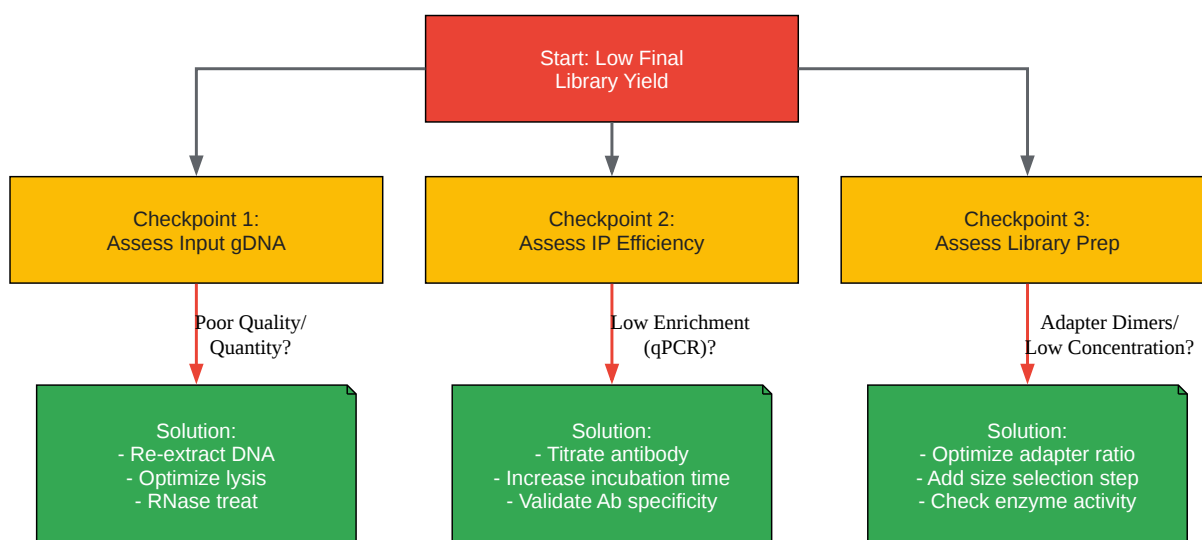 Start: Low Final
Library Yield
Checkpoint 1:
Assess Input gDNA
Checkpoint 2:
Assess IP Efficiency
Checkpoint 3:
Assess Library Prep
Poor Quality/
Quantity?
Low Enrichment
(qPCR)?
Adapter Dimers/
Low Concentration?
Solution:
- Re-extract DNA
- Optimize lysis
- RNase treat
Solution:
- Titrate antibody
- Increase incubation time
- Validate Ab specificity
Solution:
- Optimize adapter ratio
- Add size selection step
- Check enzyme activity